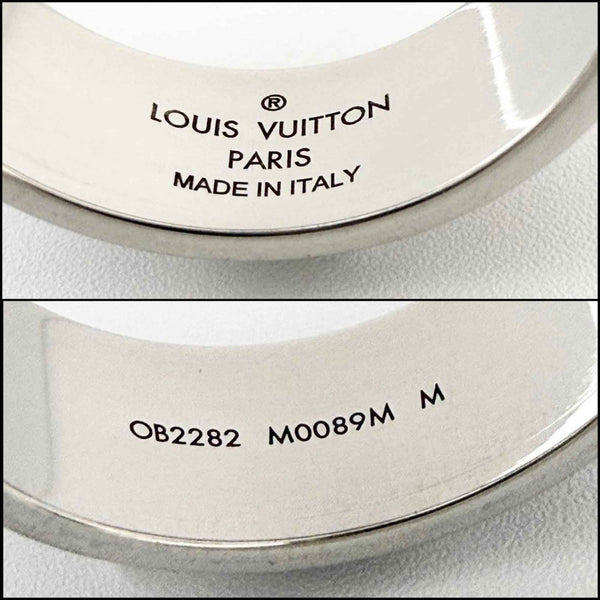 ®
LOUIS VUITTON
PARIS
MADE IN ITALY
OB2282 M0089M M